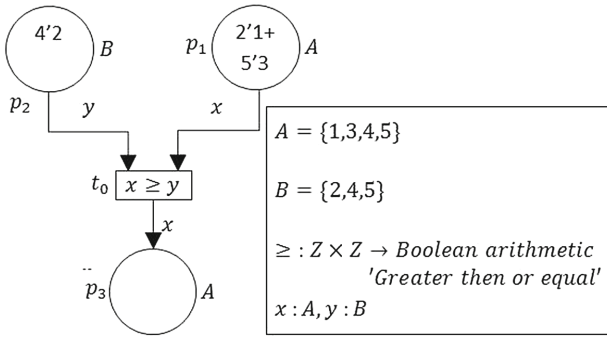 4’2
B
p₂
y
p₁
2’1+
5’3
A
x
t₀
x ≥ y
x
p̈₃
A
A = {1,3,4,5}
B = {2,4,5}
≥ : Z × Z → Boolean arithmetic
'Greater then or equal'
x : A, y : B